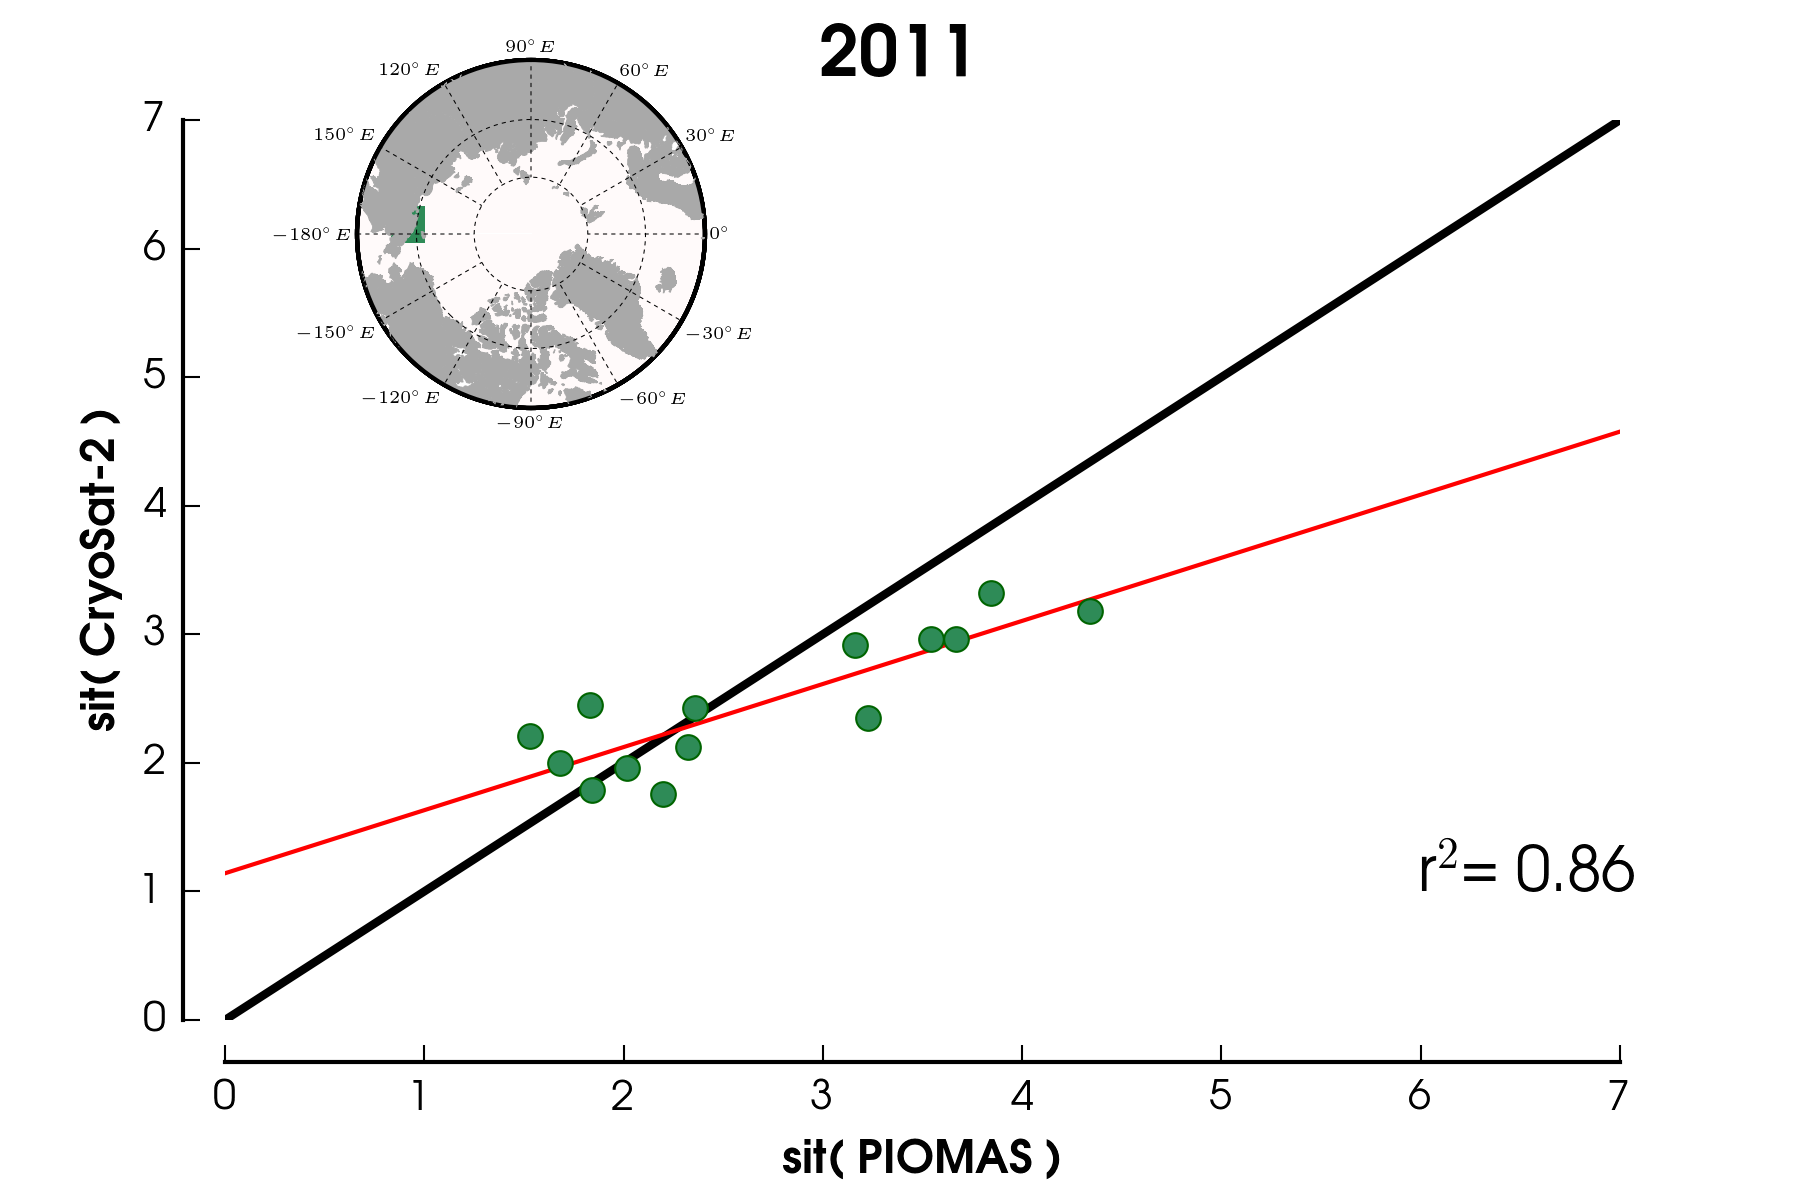 2011
90° E
120° E
60° E
150° E
30° E
−180° E
0°
−150° E
−30° E
−120° E
−60° E
−90° E
7
6
5
4
3
2
1
0
sit( CryoSat-2 )
r²= 0.86
0 1 2 3 4 5 6 7
sit( PIOMAS )